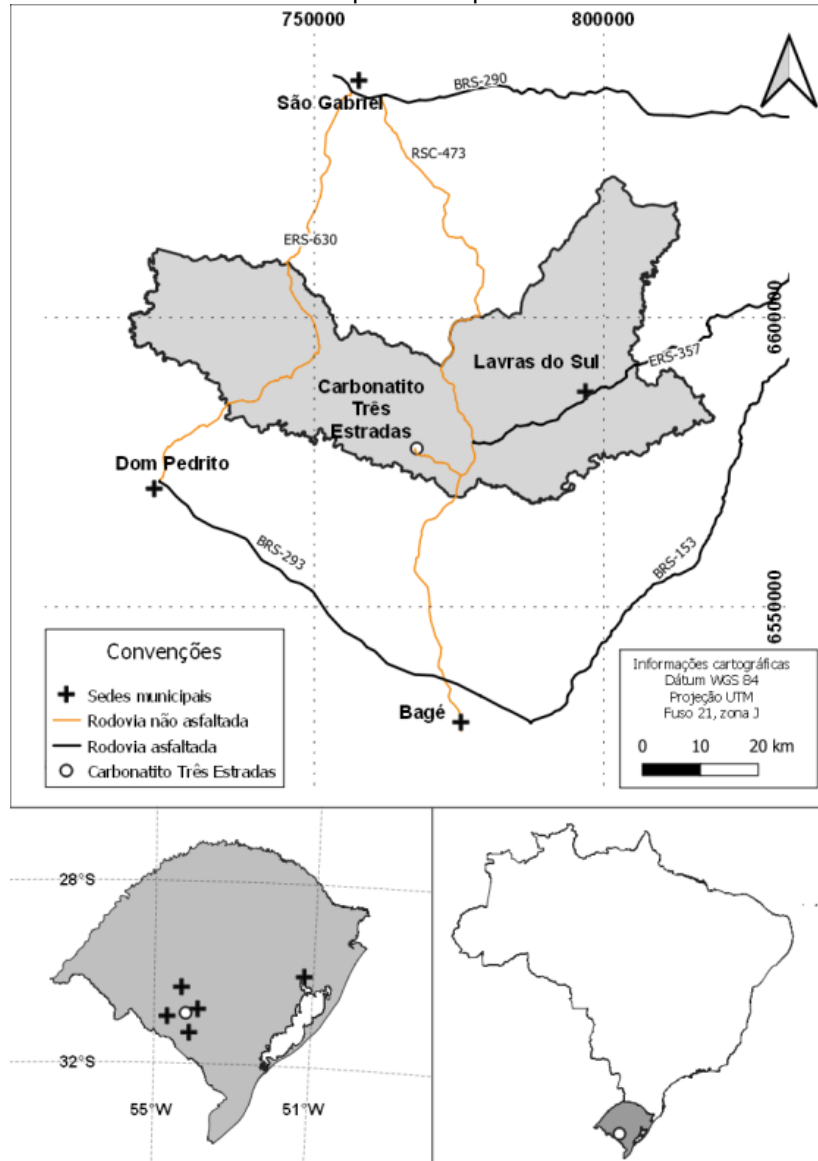 750000
800000
BRS-290
São Gabriel
RSC-473
ERS-630
6600000
Lavras do Sul
ERS-357
Carbonatito
Três
Estradas
Dom Pedrito
BRS-293
BRS-153
6550000
Bagé
Convenções
Sedes municipais
Rodovia não asfaltada
Rodovia asfaltada
Carbonatito Três Estradas
Informações cartográficas
Dátum WGS 84
Projeção UTM
Fuso 21, zona J
0 10 20 km
28°S
32°S
55°W
51°W